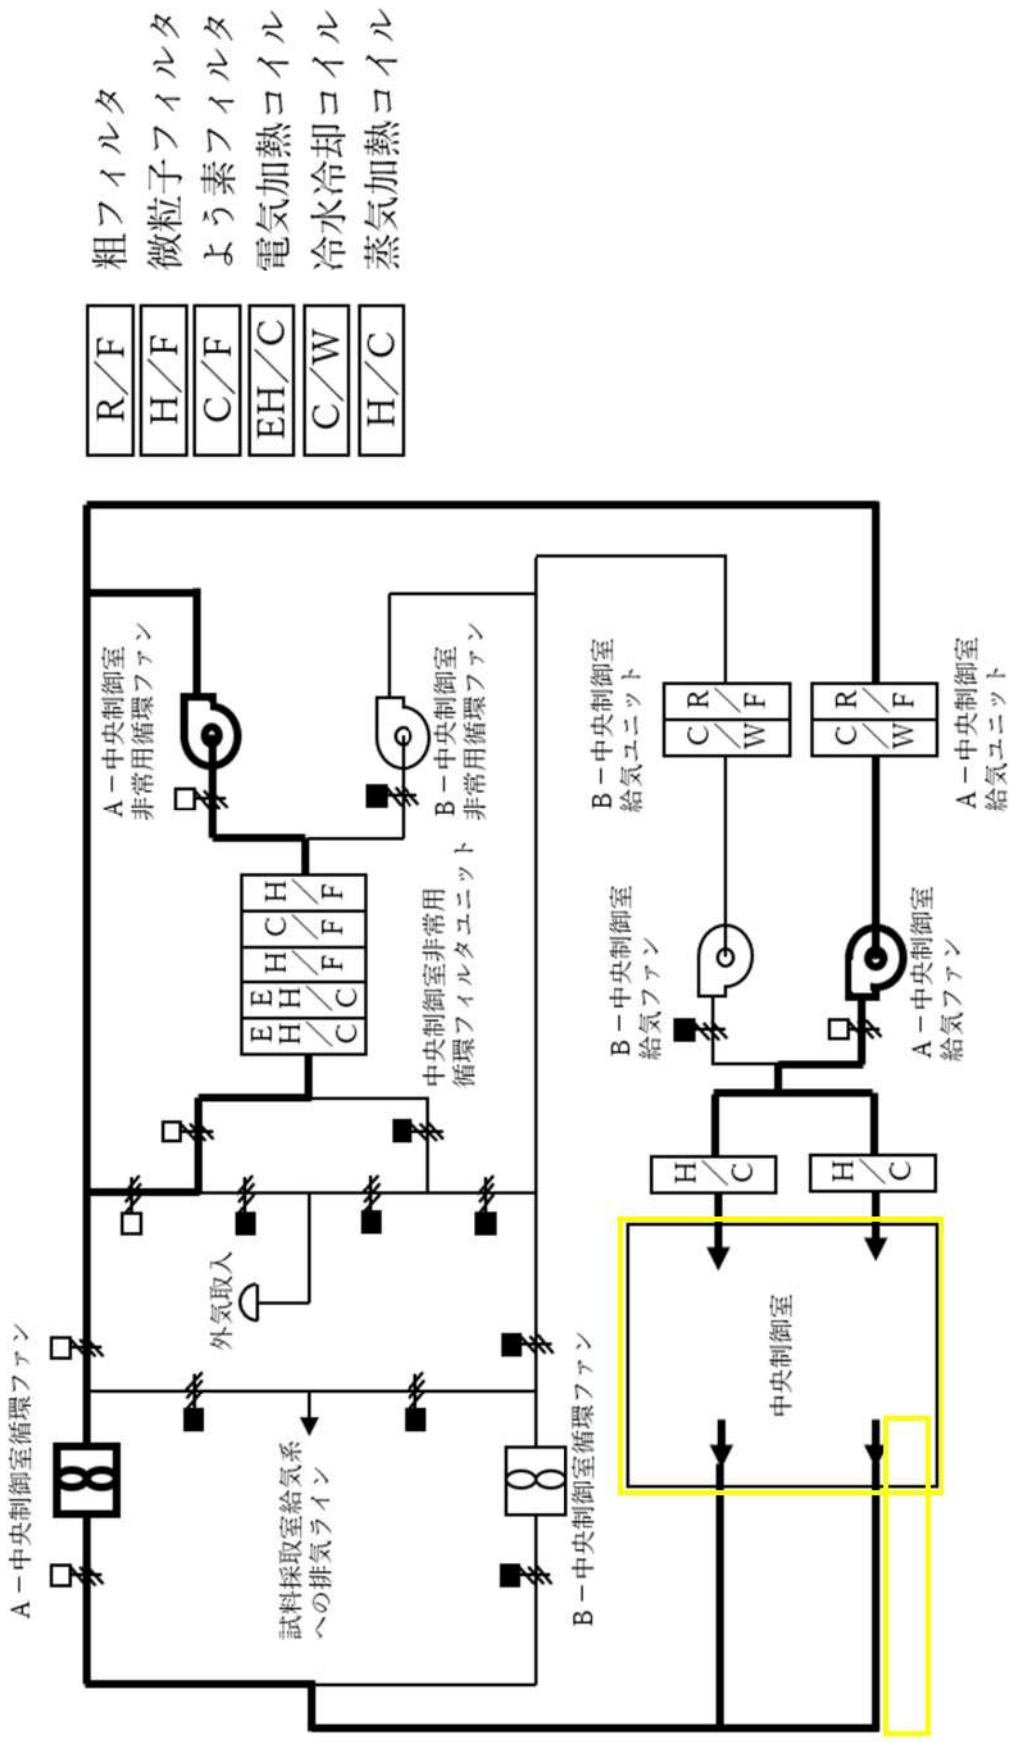 A－中央制御室循環ファン
試料採取室給気系
への排気ライン
B－中央制御室循環ファン
外気取入
A－中央制御室
非常用循環ファン
B－中央制御室
非常用循環ファン
中央制御室非常用
循環フィルタユニット
EH/C
EH/C
H/F
C/F
H/F
B－中央制御室
給気ユニット
C/W
R/F
A－中央制御室
給気ユニット
C/W
R/F
B－中央制御室
給気ファン
A－中央制御室
給気ファン
H/C
H/C
中央制御室
R/F 粗フィルタ
H/F 微粒子フィルタ
C/F よう素フィルタ
EH/C 電気加熱コイル
C/W 冷水冷却コイル
H/C 蒸気加熱コイル